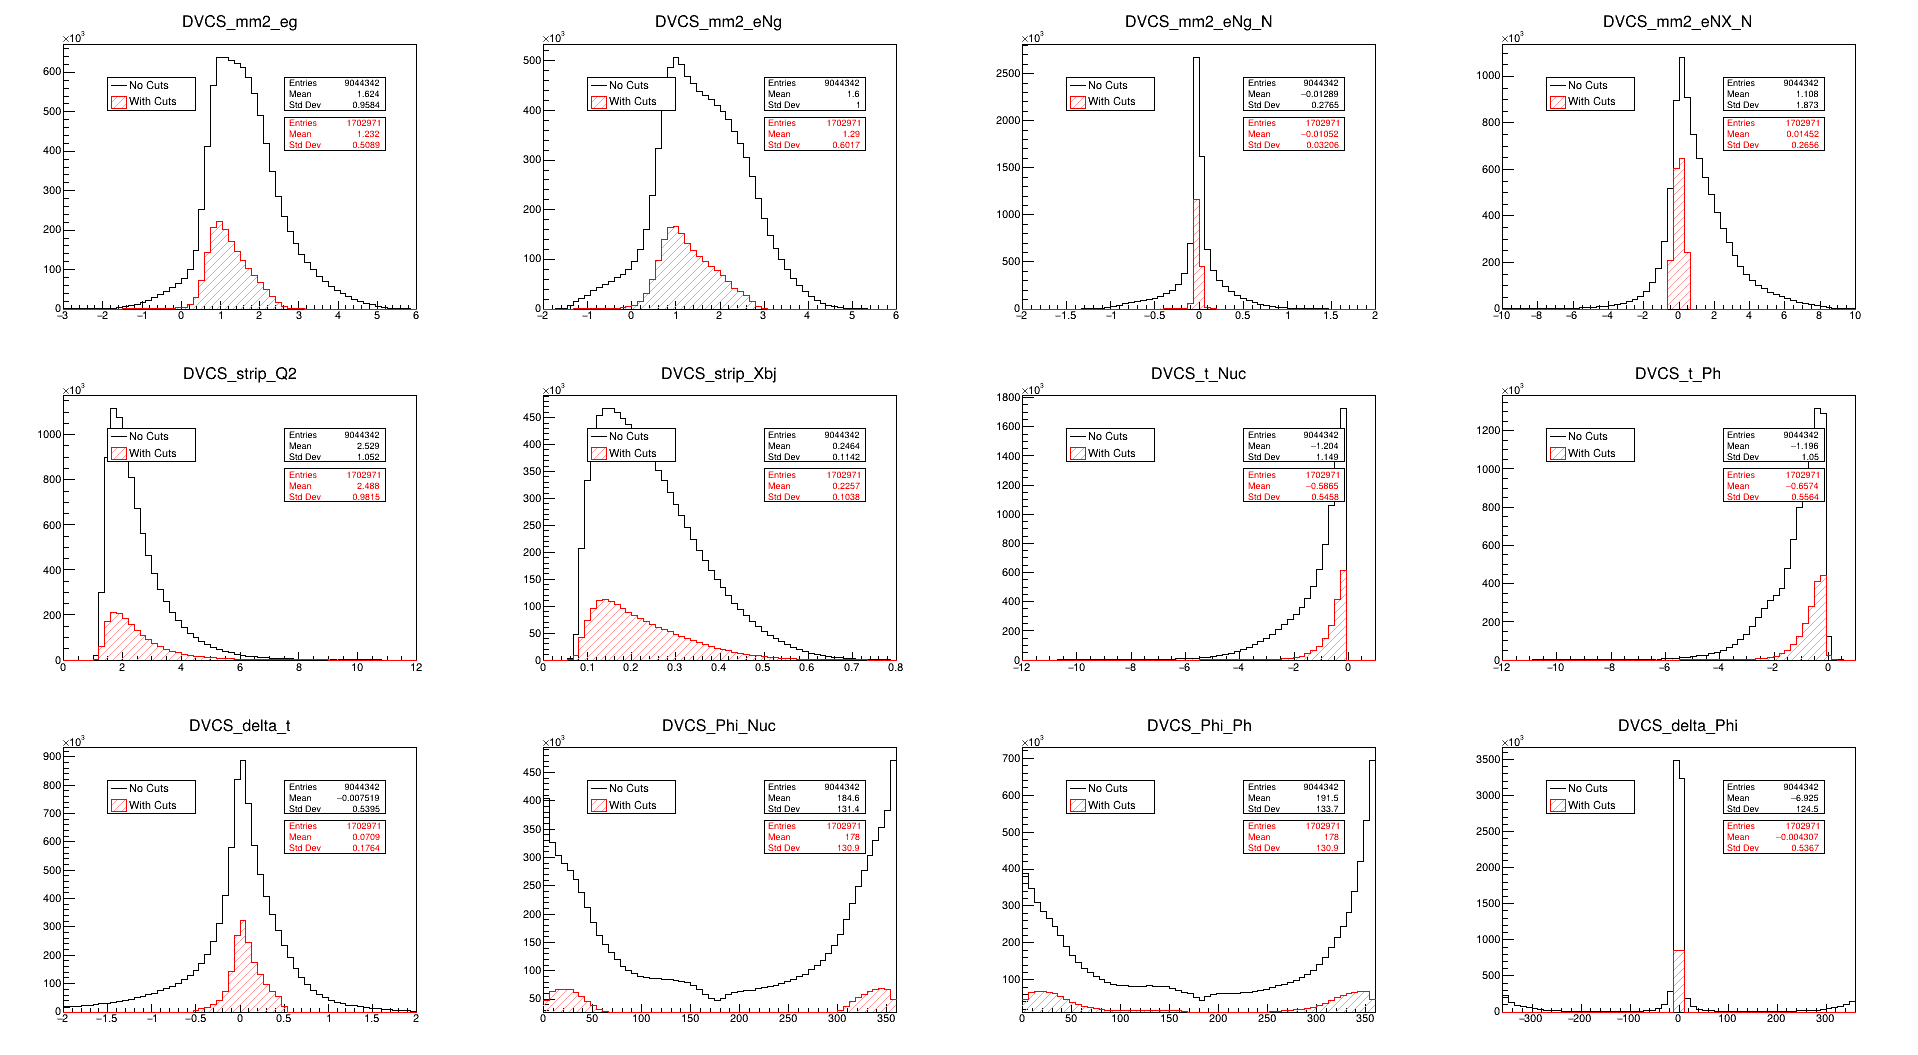 DVCS_mm2_eg
×10³
No Cuts
With Cuts
Entries 9044342
Mean 1.624
Std Dev 0.9584
Entries 1702971
Mean 1.232
Std Dev 0.5089
600
500
400
300
200
100
0
−3 −2 −1 0 1 2 3 4 5 6
DVCS_mm2_eNg
×10³
No Cuts
With Cuts
Entries 9044342
Mean 1.6
Std Dev 1
Entries 1702971
Mean 1.29
Std Dev 0.6017
500
400
300
200
100
0
−2 −1 0 1 2 3 4 5 6
DVCS_mm2_eNg_N
×10³
No Cuts
With Cuts
Entries 9044342
Mean −0.01289
Std Dev 0.2765
Entries 1702971
Mean −0.01052
Std Dev 0.03206
2500
2000
1500
1000
500
0
−2 −1.5 −1 −0.5 0 0.5 1 1.5 2
DVCS_mm2_eNX_N
×10³
No Cuts
With Cuts
Entries 9044342
Mean 1.108
Std Dev 1.873
Entries 1702971
Mean 0.01452
Std Dev 0.2656
1000
800
600
400
200
0
−10 −8 −6 −4 −2 0 2 4 6 8 10
DVCS_strip_Q2
×10³
No Cuts
With Cuts
Entries 9044342
Mean 2.529
Std Dev 1.052
Entries 1702971
Mean 2.488
Std Dev 0.9815
1000
800
600
400
200
0
0 2 4 6 8 10 12
DVCS_strip_Xbj
×10³
No Cuts
With Cuts
Entries 9044342
Mean 0.2464
Std Dev 0.1142
Entries 1702971
Mean 0.2257
Std Dev 0.1038
450
400
350
300
250
200
150
100
50
0
0 0.1 0.2 0.3 0.4 0.5 0.6 0.7 0.8
DVCS_t_Nuc
×10³
No Cuts
With Cuts
Entries 9044342
Mean −1.204
Std Dev 1.149
Entries 1702971
Mean −0.5865
Std Dev 0.5458
1800
1600
1400
1200
1000
800
600
400
200
0
−12 −10 −8 −6 −4 −2 0
DVCS_t_Ph
×10³
No Cuts
With Cuts
Entries 9044342
Mean −1.196
Std Dev 1.05
Entries 1702971
Mean −0.6574
Std Dev 0.5564
1200
1000
800
600
400
200
0
−12 −10 −8 −6 −4 −2 0
DVCS_delta_t
×10³
No Cuts
With Cuts
Entries 9044342
Mean −0.007519
Std Dev 0.5395
Entries 1702971
Mean 0.0709
Std Dev 0.1764
900
800
700
600
500
400
300
200
100
0
−2 −1.5 −1 −0.5 0 0.5 1 1.5 2
DVCS_Phi_Nuc
×10³
No Cuts
With Cuts
Entries 9044342
Mean 184.6
Std Dev 131.4
Entries 1702971
Mean 178
Std Dev 130.9
450
400
350
300
250
200
150
100
50
0 50 100 150 200 250 300 350
DVCS_Phi_Ph
×10³
No Cuts
With Cuts
Entries 9044342
Mean 191.5
Std Dev 133.7
Entries 1702971
Mean 178
Std Dev 130.9
700
600
500
400
300
200
100
0 50 100 150 200 250 300 350
DVCS_delta_Phi
×10³
No Cuts
With Cuts
Entries 9044342
Mean −6.925
Std Dev 124.5
Entries 1702971
Mean −0.004307
Std Dev 0.5367
3500
3000
2500
2000
1500
1000
500
0
−300 −200 −100 0 100 200 300